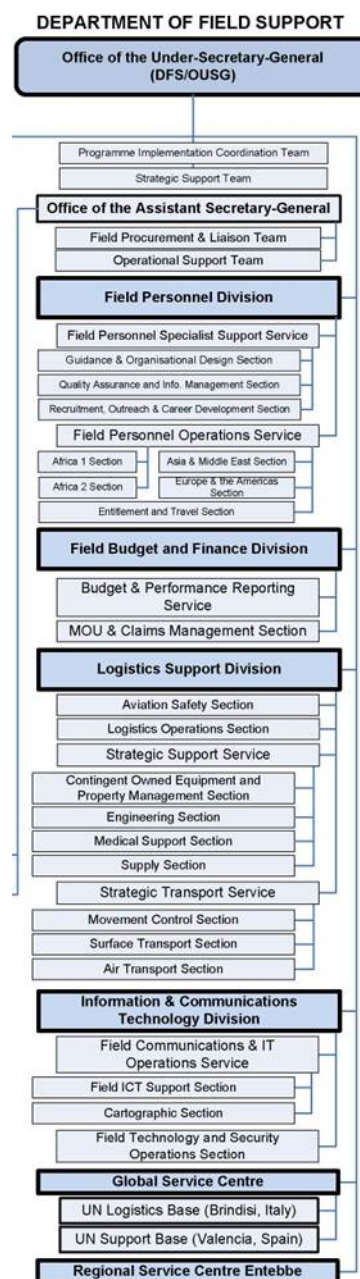 DEPARTMENT OF FIELD SUPPORT
Office of the Under-Secretary-General
(DFS/OUSG)
Programme Implementation Coordination Team
Strategic Support Team
Office of the Assistant Secretary-General
Field Procurement & Liaison Team
Operational Support Team
Field Personnel Division
Field Personnel Specialist Support Service
Guidance & Organisational Design Section
Quality Assurance and Info. Management Section
Recruitment, Outreach & Career Development Section
Field Personnel Operations Service
Africa 1 Section
Asia & Middle East Section
Africa 2 Section
Europe & the Americas
Section
Entitlement and Travel Section
Field Budget and Finance Division
Budget & Performance Reporting
Service
MOU & Claims Management Section
Logistics Support Division
Aviation Safety Section
Logistics Operations Section
Strategic Support Service
Contingent Owned Equipment and
Property Management Section
Engineering Section
Medical Support Section
Supply Section
Strategic Transport Service
Movement Control Section
Surface Transport Section
Air Transport Section
Information & Communications
Technology Division
Field Communications & IT
Operations Service
Field ICT Support Section
Cartographic Section
Field Technology and Security
Operations Section
Global Service Centre
UN Logistics Base (Brindisi, Italy)
UN Support Base (Valencia, Spain)
Regional Service Centre Entebbe